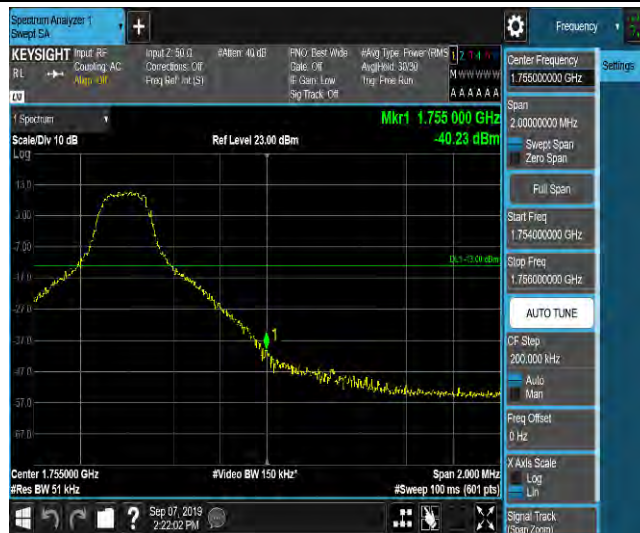 Spectrum Analyzer 1
Swept SA
Frequency
KEYSIGHT
Input: RF
Coupling: AC
Align: Off
Input Z: 50 Ω
Corrections: Off
Freq Ref: Int (S)
#Atten: 40 dB
PNO: Best Wide
Gate: Off
IF Gain: Low
Sig Track: Off
#Avg Type: Power (RMS
Avg|Hold: 30/30
Trig: Free Run
M W W W W W
A A A A A A
RL
1 Spectrum
Scale/Div 10 dB
Log
Ref Level 23.00 dBm
Mkr1 1.755 000 GHz
-40.23 dBm
13.0
3.00
-7.00
-17.0
-27.0
-37.0
-47.0
-57.0
-67.0
DL1 -13.00 dBm
1
Center 1.755000 GHz
#Res BW 51 kHz
#Video BW 150 kHz*
Span 2.000 MHz
#Sweep 100 ms (601 pts)
Sep 07, 2019
2:22:02 PM
Center Frequency
1.755000000 GHz
Settings
Span
2.00000000 MHz
Swept Span
Zero Span
Full Span
Start Freq
1.754000000 GHz
Stop Freq
1.756000000 GHz
AUTO TUNE
CF Step
200.000 kHz
Auto
Man
Freq Offset
0 Hz
X Axis Scale
Log
Lin
Signal Track
(Span Zoom)